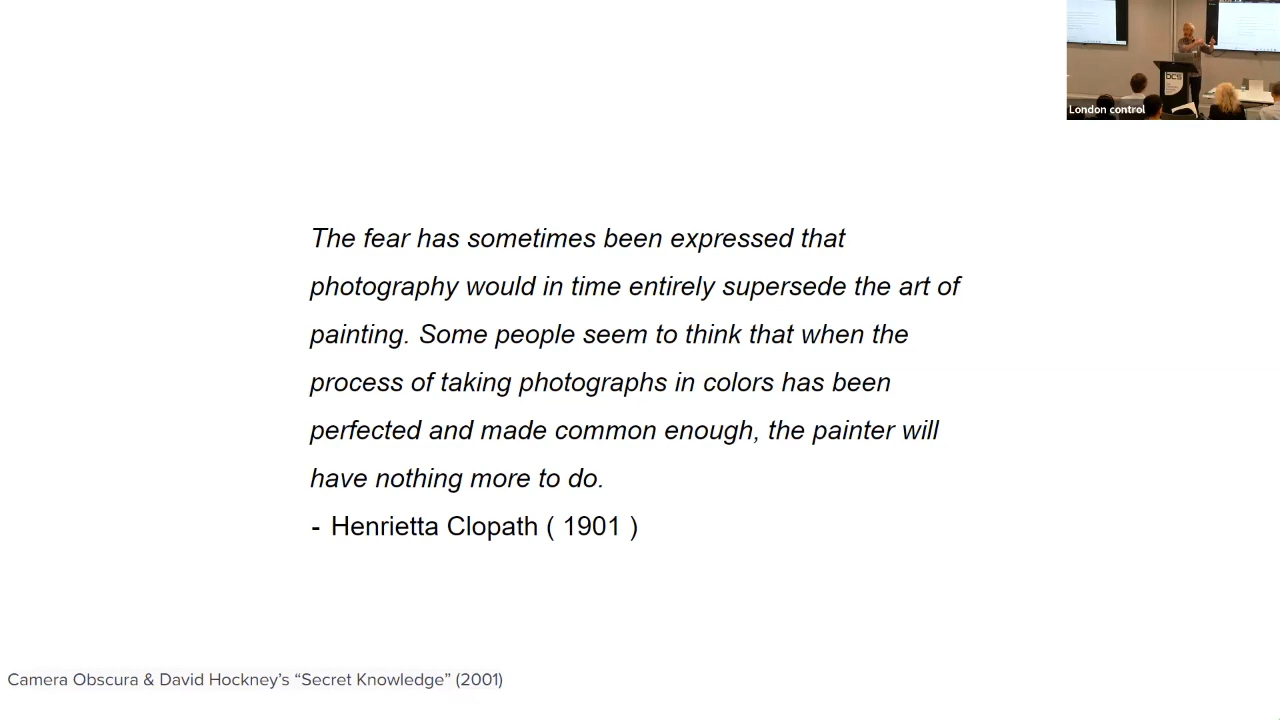 bcs
London control
The fear has sometimes been expressed that
photography would in time entirely supersede the art of
painting. Some people seem to think that when the
process of taking photographs in colors has been
perfected and made common enough, the painter will
have nothing more to do.
- Henrietta Clopath ( 1901 )
Camera Obscura & David Hockney's “Secret Knowledge” (2001)